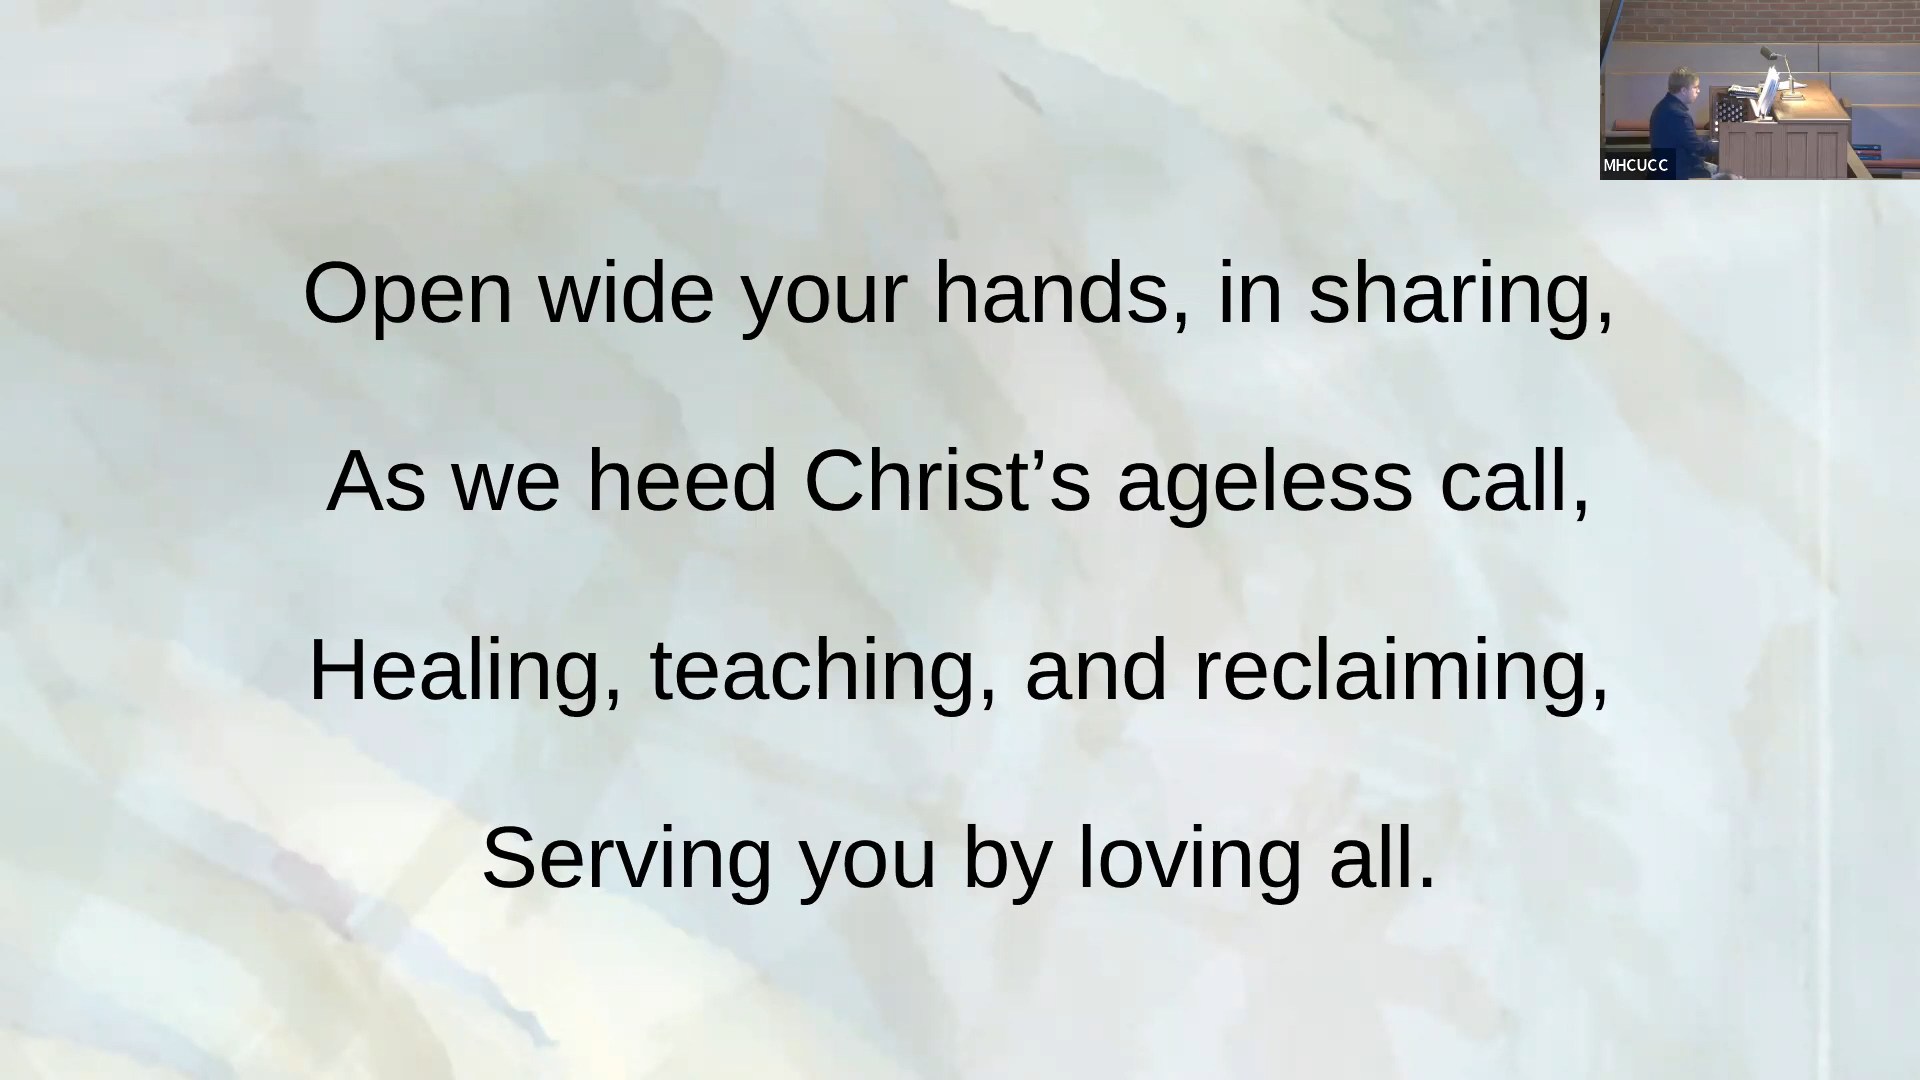 MHCUCC
Open wide your hands, in sharing,
As we heed Christ’s ageless call,
Healing, teaching, and reclaiming,
Serving you by loving all.